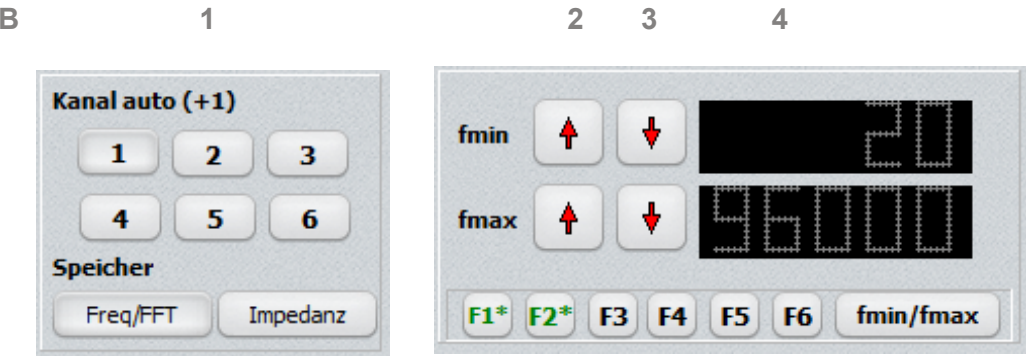 B 1 2 3 4
Kanal auto (+1)
1 2 3
4 5 6
Speicher
Freq/FFT Impedanz
fmin 20
fmax 96000
F1* F2* F3 F4 F5 F6 fmin/fmax